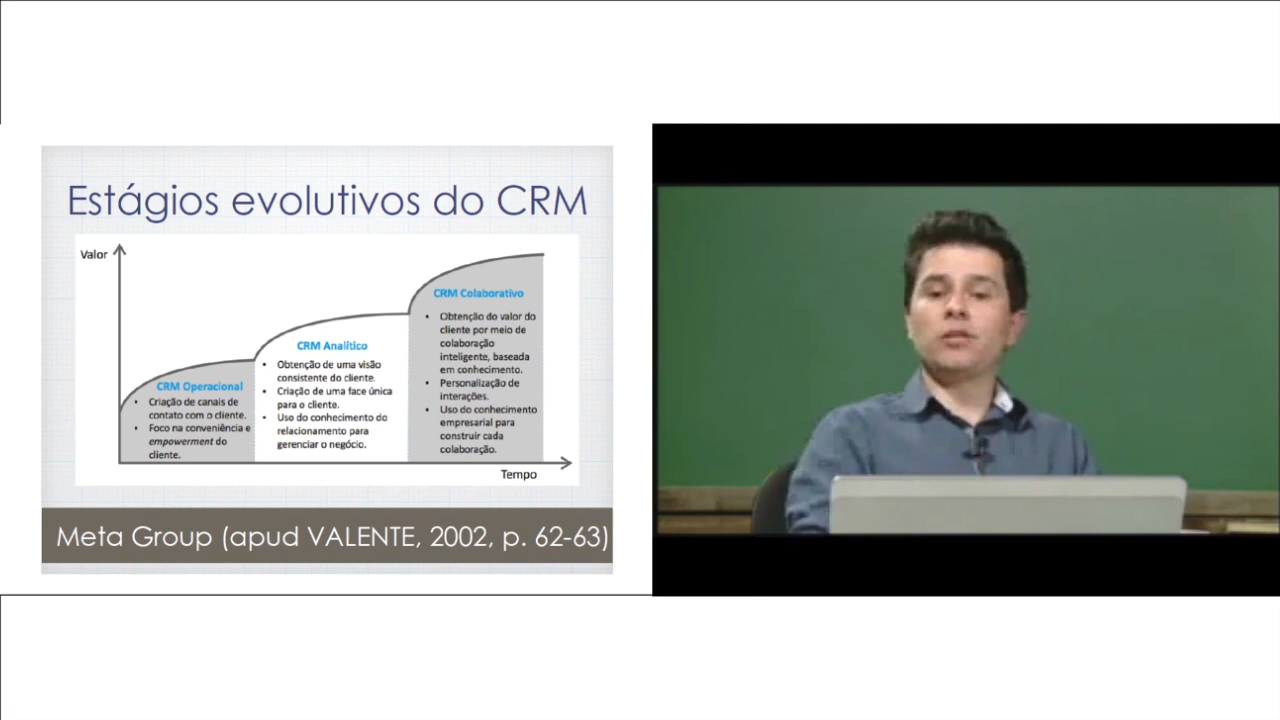 Estágios evolutivos do CRM
Valor
CRM Operacional
• Criação de canais de
contato com o cliente.
• Foco na conveniência e
empowerment do
cliente.
CRM Analítico
• Obtenção de uma visão
consistente do cliente.
• Criação de uma face única
para o cliente.
• Uso do conhecimento do
relacionamento para
gerenciar o negócio.
CRM Colaborativo
• Obtenção do valor do
cliente por meio de
colaboração
inteligente, baseada
em conhecimento.
• Personalização de
interações.
• Uso do conhecimento
empresarial para
construir cada
colaboração.
Tempo
Meta Group (apud VALENTE, 2002, p. 62-63)